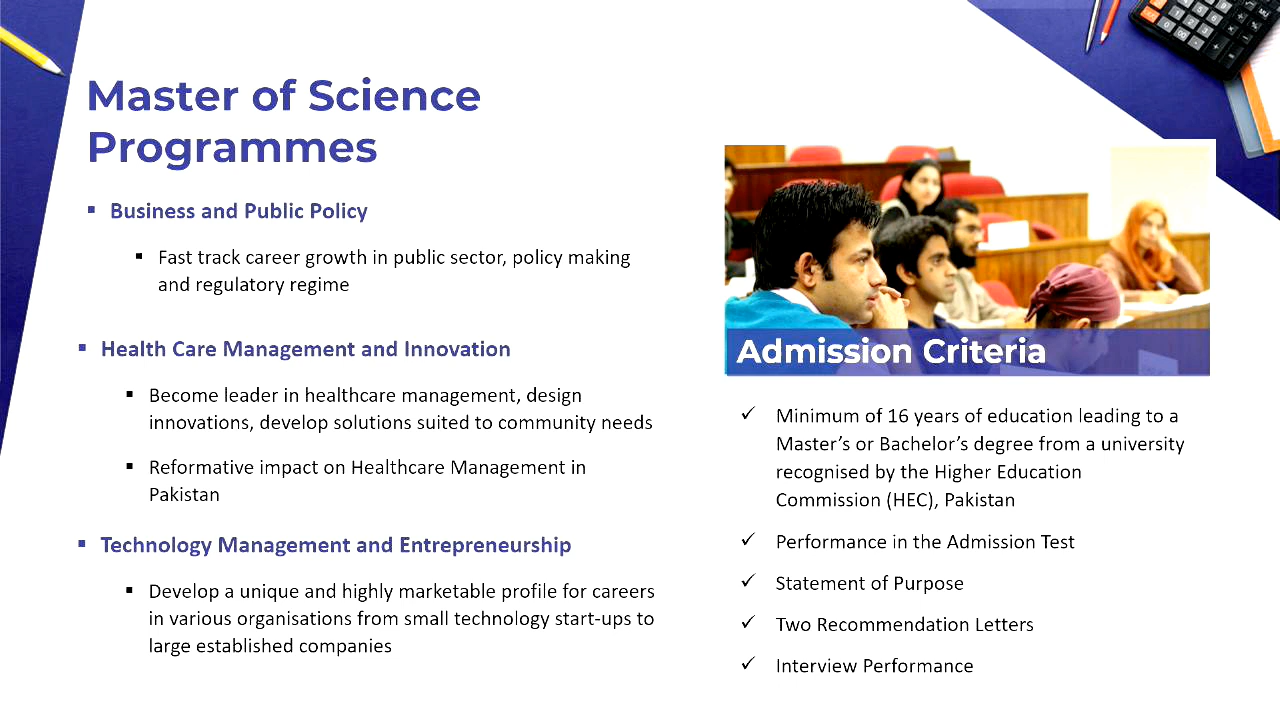 Master of Science
Programmes
▪ Business and Public Policy
▪ Fast track career growth in public sector, policy making
and regulatory regime
▪ Health Care Management and Innovation
▪ Become leader in healthcare management, design
innovations, develop solutions suited to community needs
▪ Reformative impact on Healthcare Management in
Pakistan
▪ Technology Management and Entrepreneurship
▪ Develop a unique and highly marketable profile for careers
in various organisations from small technology start-ups to
large established companies
Admission Criteria
✓ Minimum of 16 years of education leading to a
Master’s or Bachelor’s degree from a university
recognised by the Higher Education
Commission (HEC), Pakistan
✓ Performance in the Admission Test
✓ Statement of Purpose
✓ Two Recommendation Letters
✓ Interview Performance